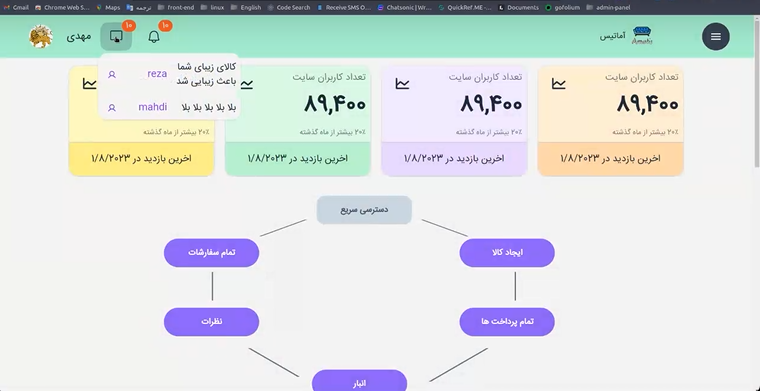 Gmail
Chrome Web S...
Maps
ترجمه
front-end
linux
English
Code Search
Receive SMS O...
Chatsonic | Wr...
QuickRef.ME -...
Documents
gofolium
admin-panel
آماتیس
۱۰
۱۰
مهدی
کالای زیبای شما
باعث زیبایی شد
reza
بلا بلا بلا بلا بلا
mahdi
تعداد کاربران سایت
۸۹,۴۰۰
۲۰٪ بیشتر از ماه گذشته
اخرین بازدید در ۱/۸/۲۰۲۳
تعداد کاربران سایت
۸۹,۴۰۰
۲۰٪ بیشتر از ماه گذشته
اخرین بازدید در ۱/۸/۲۰۲۳
تعداد کاربران سایت
۸۹,۴۰۰
۲۰٪ بیشتر از ماه گذشته
اخرین بازدید در ۱/۸/۲۰۲۳
اخرین بازدید در ۱/۸/۲۰۲۳
دسترسی سریع
ایجاد کالا
تمام سفارشات
تمام پرداخت ها
نظرات
انبار